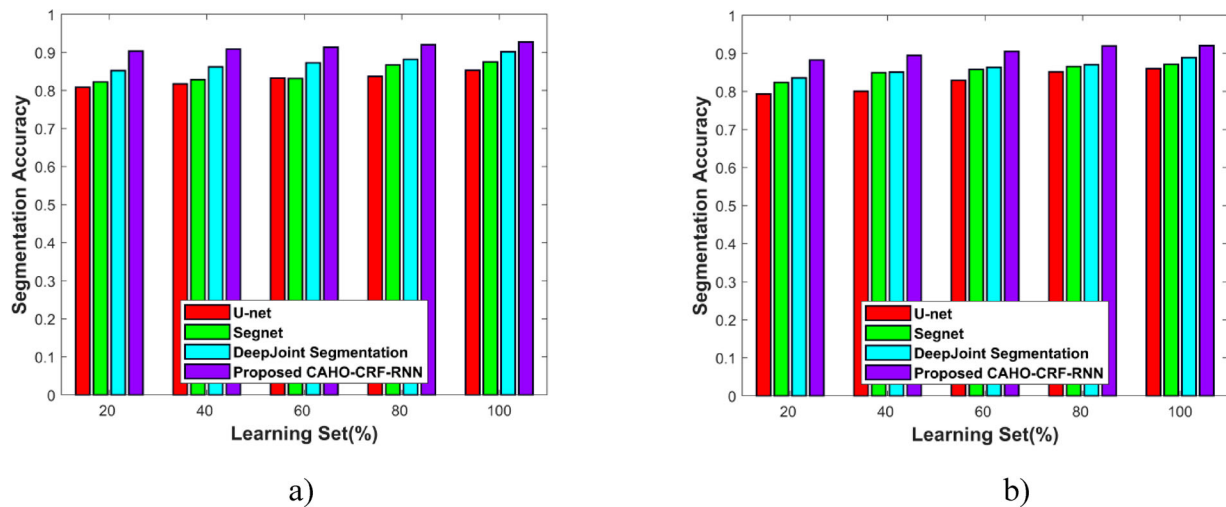 1
0.9
0.8
0.7
0.6
0.5
0.4
0.3
0.2
0.1
0
Segmentation Accuracy
U-net
Segnet
DeepJoint Segmentation
Proposed CAHO-CRF-RNN
20 40 60 80 100
Learning Set(%)
a)
1
0.9
0.8
0.7
0.6
0.5
0.4
0.3
0.2
0.1
0
Segmentation Accuracy
U-net
Segnet
DeepJoint Segmentation
Proposed CAHO-CRF-RNN
20 40 60 80 100
Learning Set(%)
b)